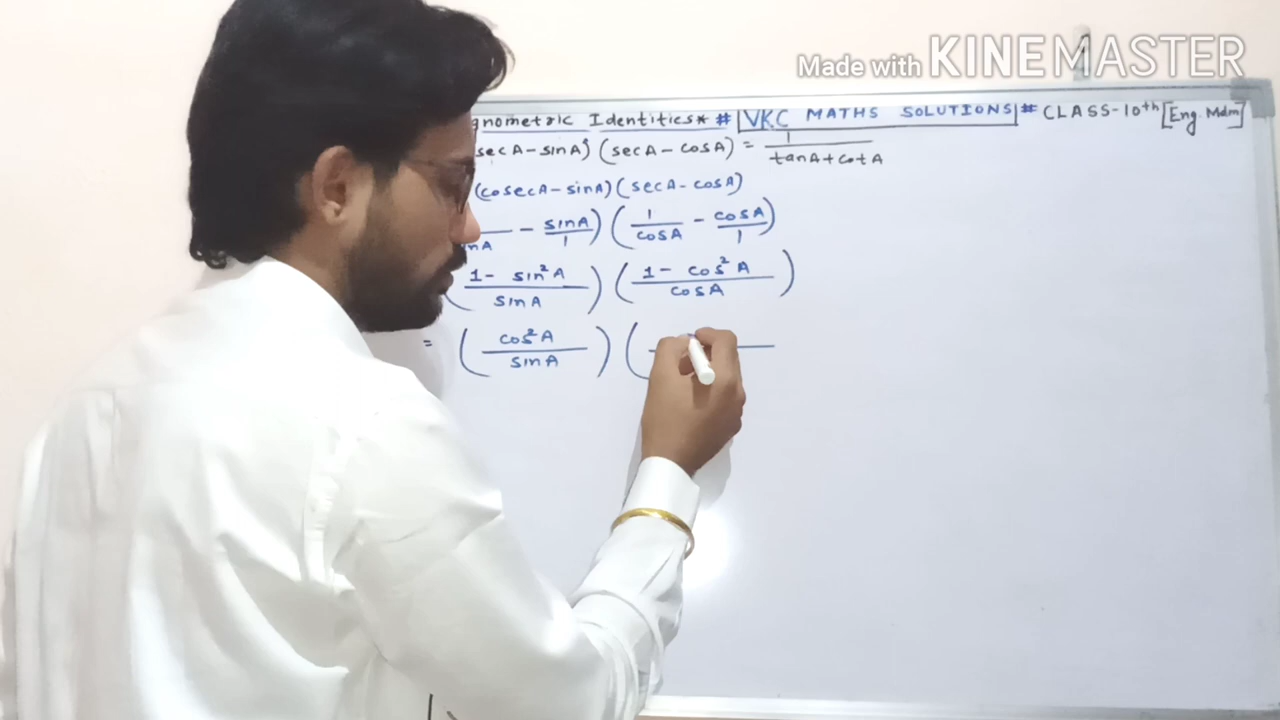 Made with KINEMASTER
gnometric Identities* # VKC MATHS SOLUTIONS # CLASS-10th [Eng. Mdm]
secA - sinA) (secA - cosA) = 1/(tanA + cotA)
(cosecA - sinA) (secA - cosA)
- sinA/1) (1/cosA - cosA/1)
(1 - sin²A/sinA) (1 - cos²A/cosA)
= (cos²A/sinA) (